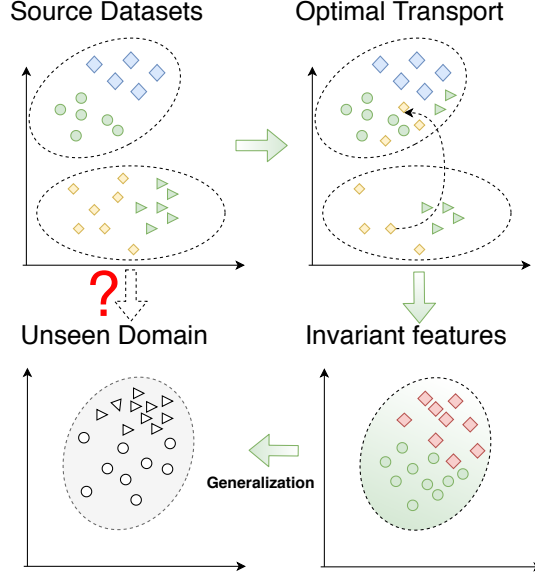 Source Datasets
Optimal Transport
?
Unseen Domain
Invariant features
Generalization